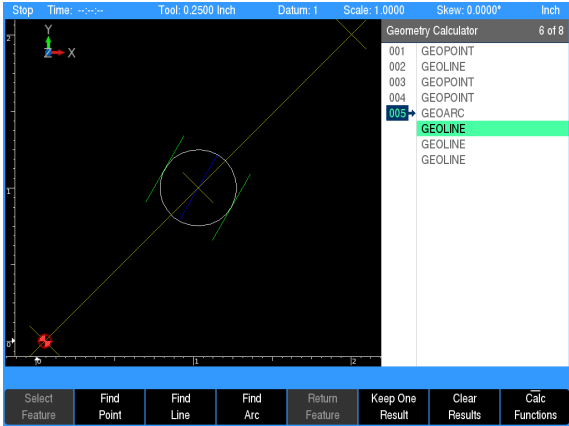 Stop Time: --:--:-- Tool: 0.2500 Inch Datum: 1 Scale: 1.0000 Skew: 0.0000° Inch
Geometry Calculator 6 of 8
001 GEOPOINT
002 GEOLINE
003 GEOPOINT
004 GEOPOINT
005 GEOARC
GEOLINE
GEOLINE
GEOLINE
2
Y
Z X
1
0
0 1 2
Select Feature
Find Point
Find Line
Find Arc
Return Feature
Keep One Result
Clear Results
Calc Functions